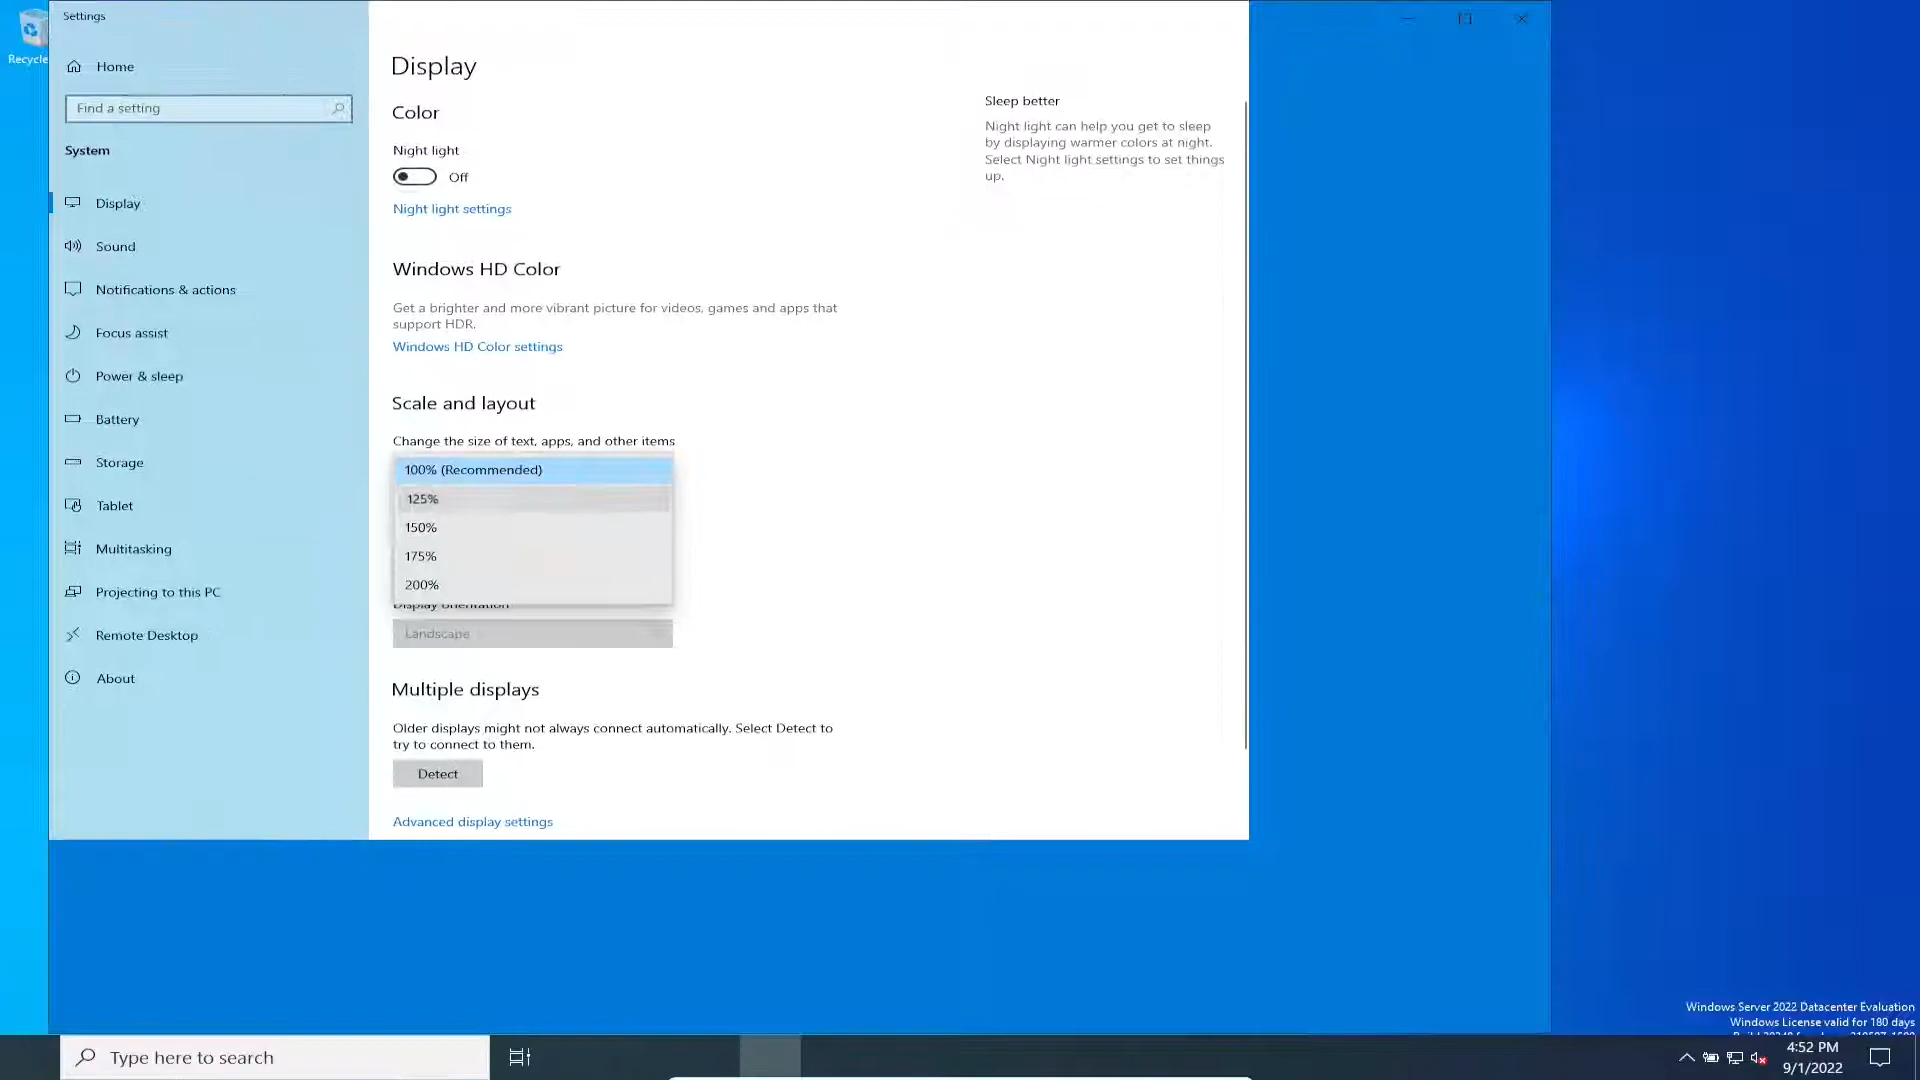 Settings
Recycle
Home
Find a setting
System
Display
Sound
Notifications & actions
Focus assist
Power & sleep
Battery
Storage
Tablet
Multitasking
Projecting to this PC
Remote Desktop
About
Display
Color
Night light
Off
Night light settings
Windows HD Color
Get a brighter and more vibrant picture for videos, games and apps that
support HDR.
Windows HD Color settings
Scale and layout
Change the size of text, apps, and other items
100% (Recommended)
125%
150%
175%
200%
Display orientation
Landscape
Multiple displays
Older displays might not always connect automatically. Select Detect to
try to connect to them.
Detect
Advanced display settings
Sleep better
Night light can help you get to sleep
by displaying warmer colors at night.
Select Night light settings to set things
up.
Windows Server 2022 Datacenter Evaluation
Windows License valid for 180 days
Type here to search
4:52 PM
9/1/2022